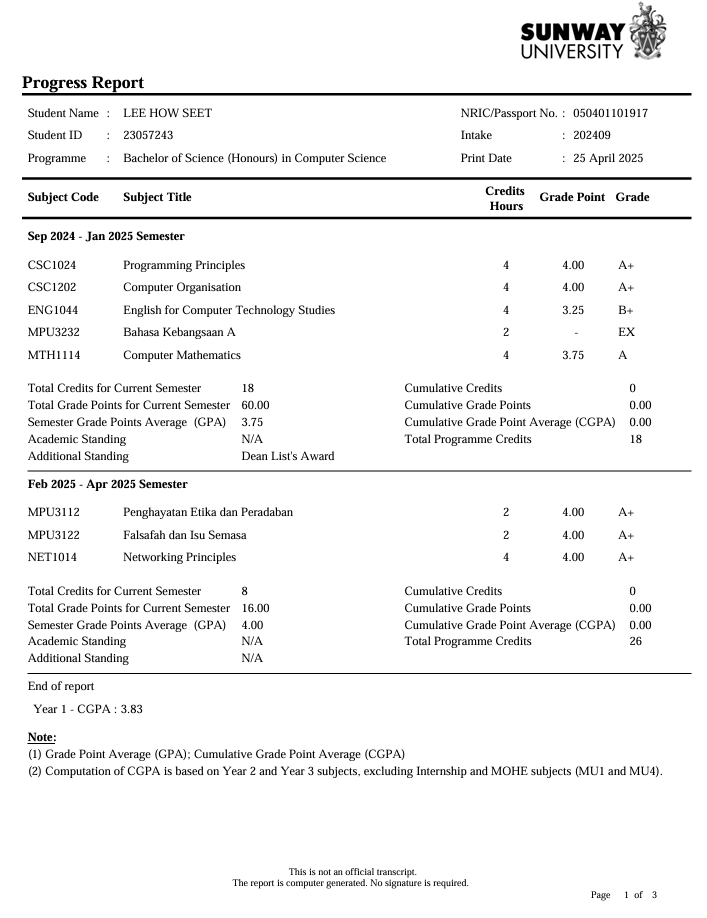 SUNWAY
UNIVERSITY
Progress Report
Student Name : LEE HOW SEET NRIC/Passport No. : 050401101917
Student ID : 23057243 Intake : 202409
Programme : Bachelor of Science (Honours) in Computer Science Print Date : 25 April 2025
Subject Code Subject Title Credits Hours Grade Point Grade
Sep 2024 - Jan 2025 Semester
CSC1024 Programming Principles 4 4.00 A+
CSC1202 Computer Organisation 4 4.00 A+
ENG1044 English for Computer Technology Studies 4 3.25 B+
MPU3232 Bahasa Kebangsaan A 2 - EX
MTH1114 Computer Mathematics 4 3.75 A
Total Credits for Current Semester 18 Cumulative Credits 0
Total Grade Points for Current Semester 60.00 Cumulative Grade Points 0.00
Semester Grade Points Average (GPA) 3.75 Cumulative Grade Point Average (CGPA) 0.00
Academic Standing N/A Total Programme Credits 18
Additional Standing Dean List's Award
Feb 2025 - Apr 2025 Semester
MPU3112 Penghayatan Etika dan Peradaban 2 4.00 A+
MPU3122 Falsafah dan Isu Semasa 2 4.00 A+
NET1014 Networking Principles 4 4.00 A+
Total Credits for Current Semester 8 Cumulative Credits 0
Total Grade Points for Current Semester 16.00 Cumulative Grade Points 0.00
Semester Grade Points Average (GPA) 4.00 Cumulative Grade Point Average (CGPA) 0.00
Academic Standing N/A Total Programme Credits 26
Additional Standing N/A
End of report
Year 1 - CGPA : 3.83
Note:
(1) Grade Point Average (GPA); Cumulative Grade Point Average (CGPA)
(2) Computation of CGPA is based on Year 2 and Year 3 subjects, excluding Internship and MOHE subjects (MU1 and MU4).
This is not an official transcript.
The report is computer generated. No signature is required.
Page 1 of 3